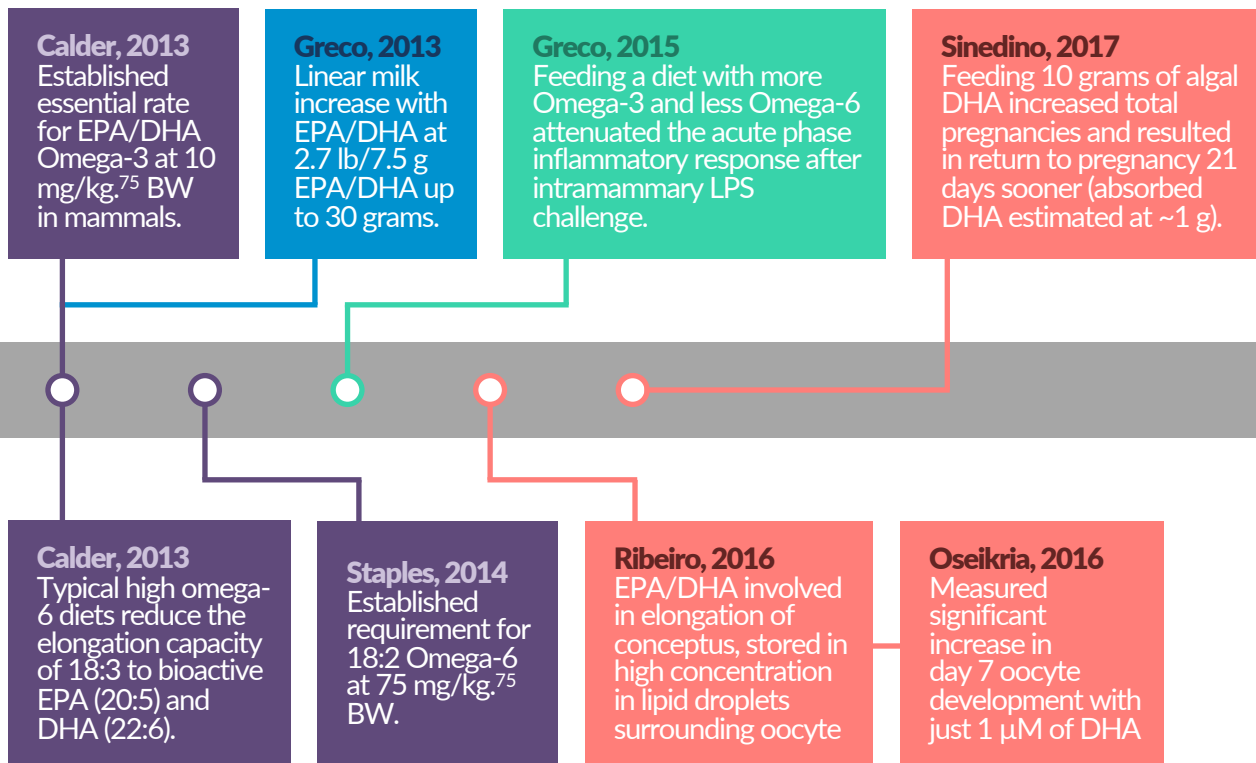 Calder, 2013
Established
essential rate
for EPA/DHA
Omega-3 at 10
mg/kg.⁷⁵ BW
in mammals.
Greco, 2013
Linear milk
increase with
EPA/DHA at
2.7 lb/7.5 g
EPA/DHA up
to 30 grams.
Greco, 2015
Feeding a diet with more
Omega-3 and less Omega-6
attenuated the acute phase
inflammatory response after
intramammary LPS
challenge.
Sinedino, 2017
Feeding 10 grams of algal
DHA increased total
pregnancies and resulted
in return to pregnancy 21
days sooner (absorbed
DHA estimated at ~1 g).
Calder, 2013
Typical high omega-
6 diets reduce the
elongation capacity
of 18:3 to bioactive
EPA (20:5) and
DHA (22:6).
Staples, 2014
Established
requirement for
18:2 Omega-6
at 75 mg/kg.⁷⁵
BW.
Ribeiro, 2016
EPA/DHA involved
in elongation of
conceptus, stored in
high concentration
in lipid droplets
surrounding oocyte
Oseikria, 2016
Measured
significant
increase in
day 7 oocyte
development with
just 1 µM of DHA